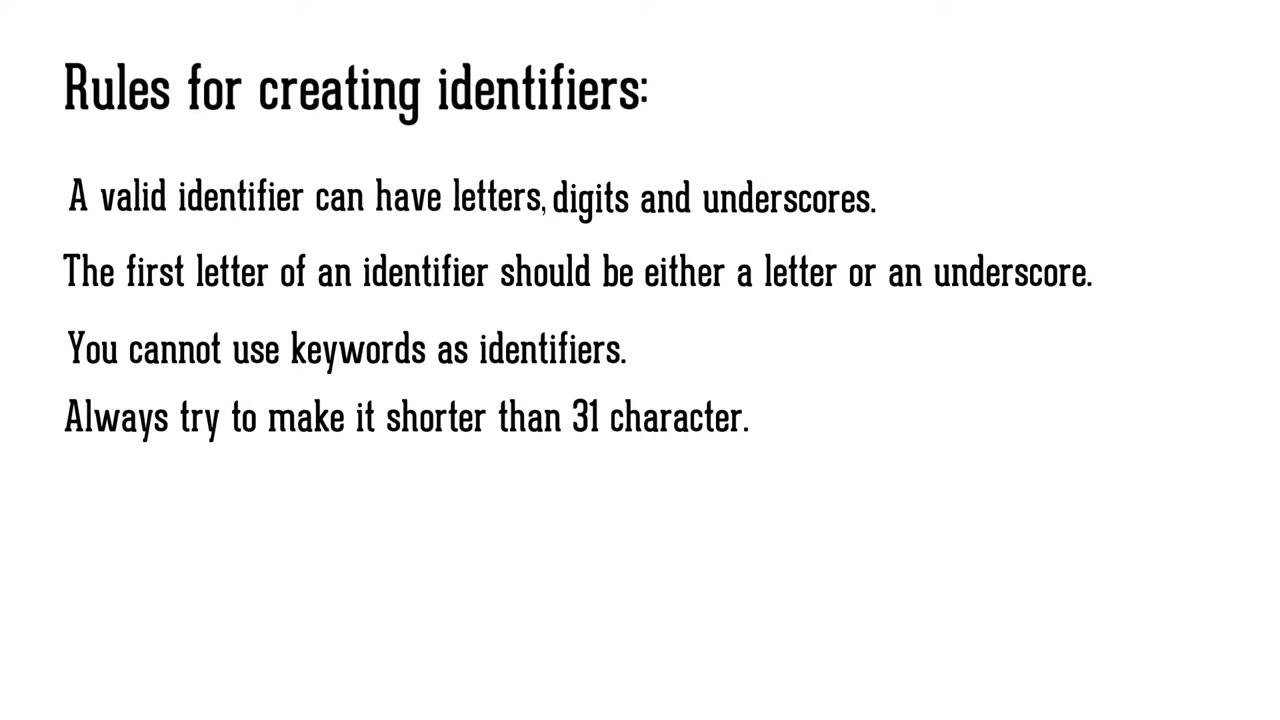 Rules for creating identifiers:
A valid identifier can have letters, digits and underscores.
The first letter of an identifier should be either a letter or an underscore.
You cannot use keywords as identifiers.
Always try to make it shorter than 31 character.